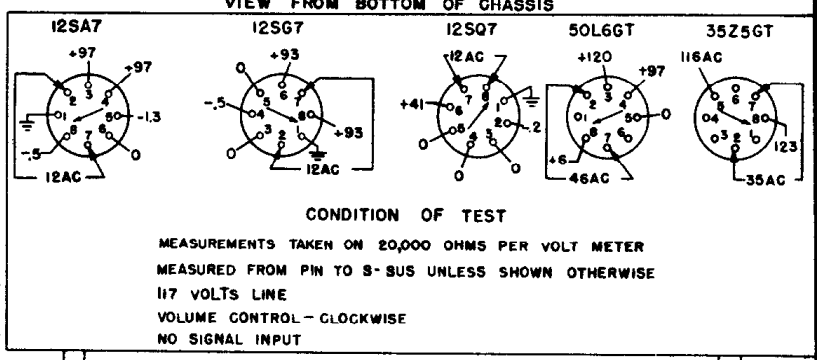 VIEW FROM BOTTOM OF CHASSIS
12SA7 12SG7 12SQ7 50L6GT 35Z5GT
+97 +97 2 3 4 1 5 -1.3 8 7 6 -.5 0 12AC
+93 0 6 5 7 -.5 4 8 +93 3 2 1 0 12AC
12AC 7 8 +41 6 1 5 2 -.2 0 4 3 0 0
+120 +97 2 3 4 1 5 0 8 7 6 +6 46AC
116AC 6 5 7 4 8 123 3 2 1 35AC
CONDITION OF TEST
MEASUREMENTS TAKEN ON 20,000 OHMS PER VOLT METER
MEASURED FROM PIN TO B- BUS UNLESS SHOWN OTHERWISE
117 VOLTS LINE
VOLUME CONTROL - CLOCKWISE
NO SIGNAL INPUT